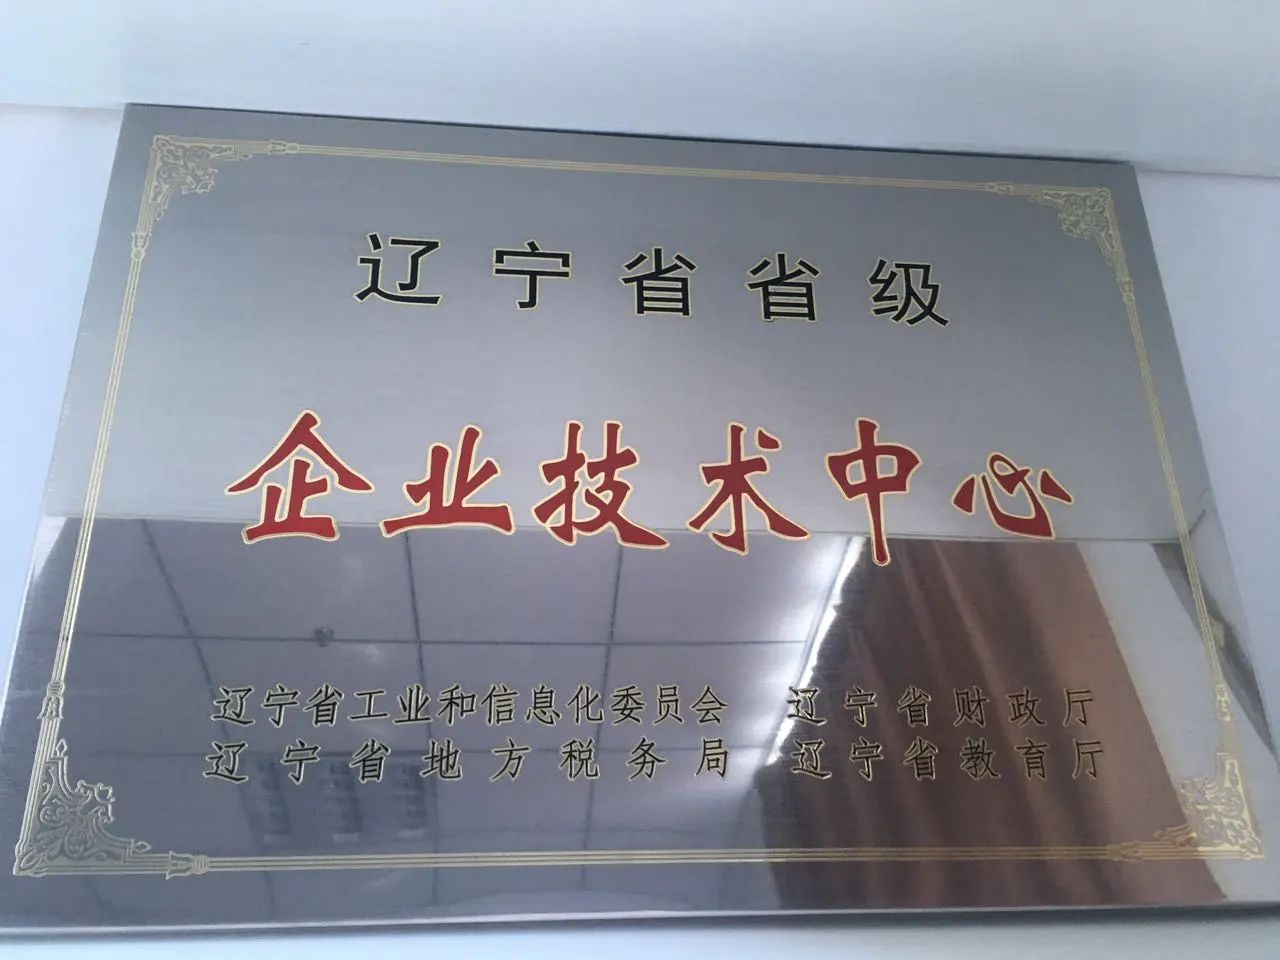 辽宁省省级
企业技术中心
辽宁省工业和信息化委员会 辽宁省财政厅
辽宁省地方税务局 辽宁省教育厅